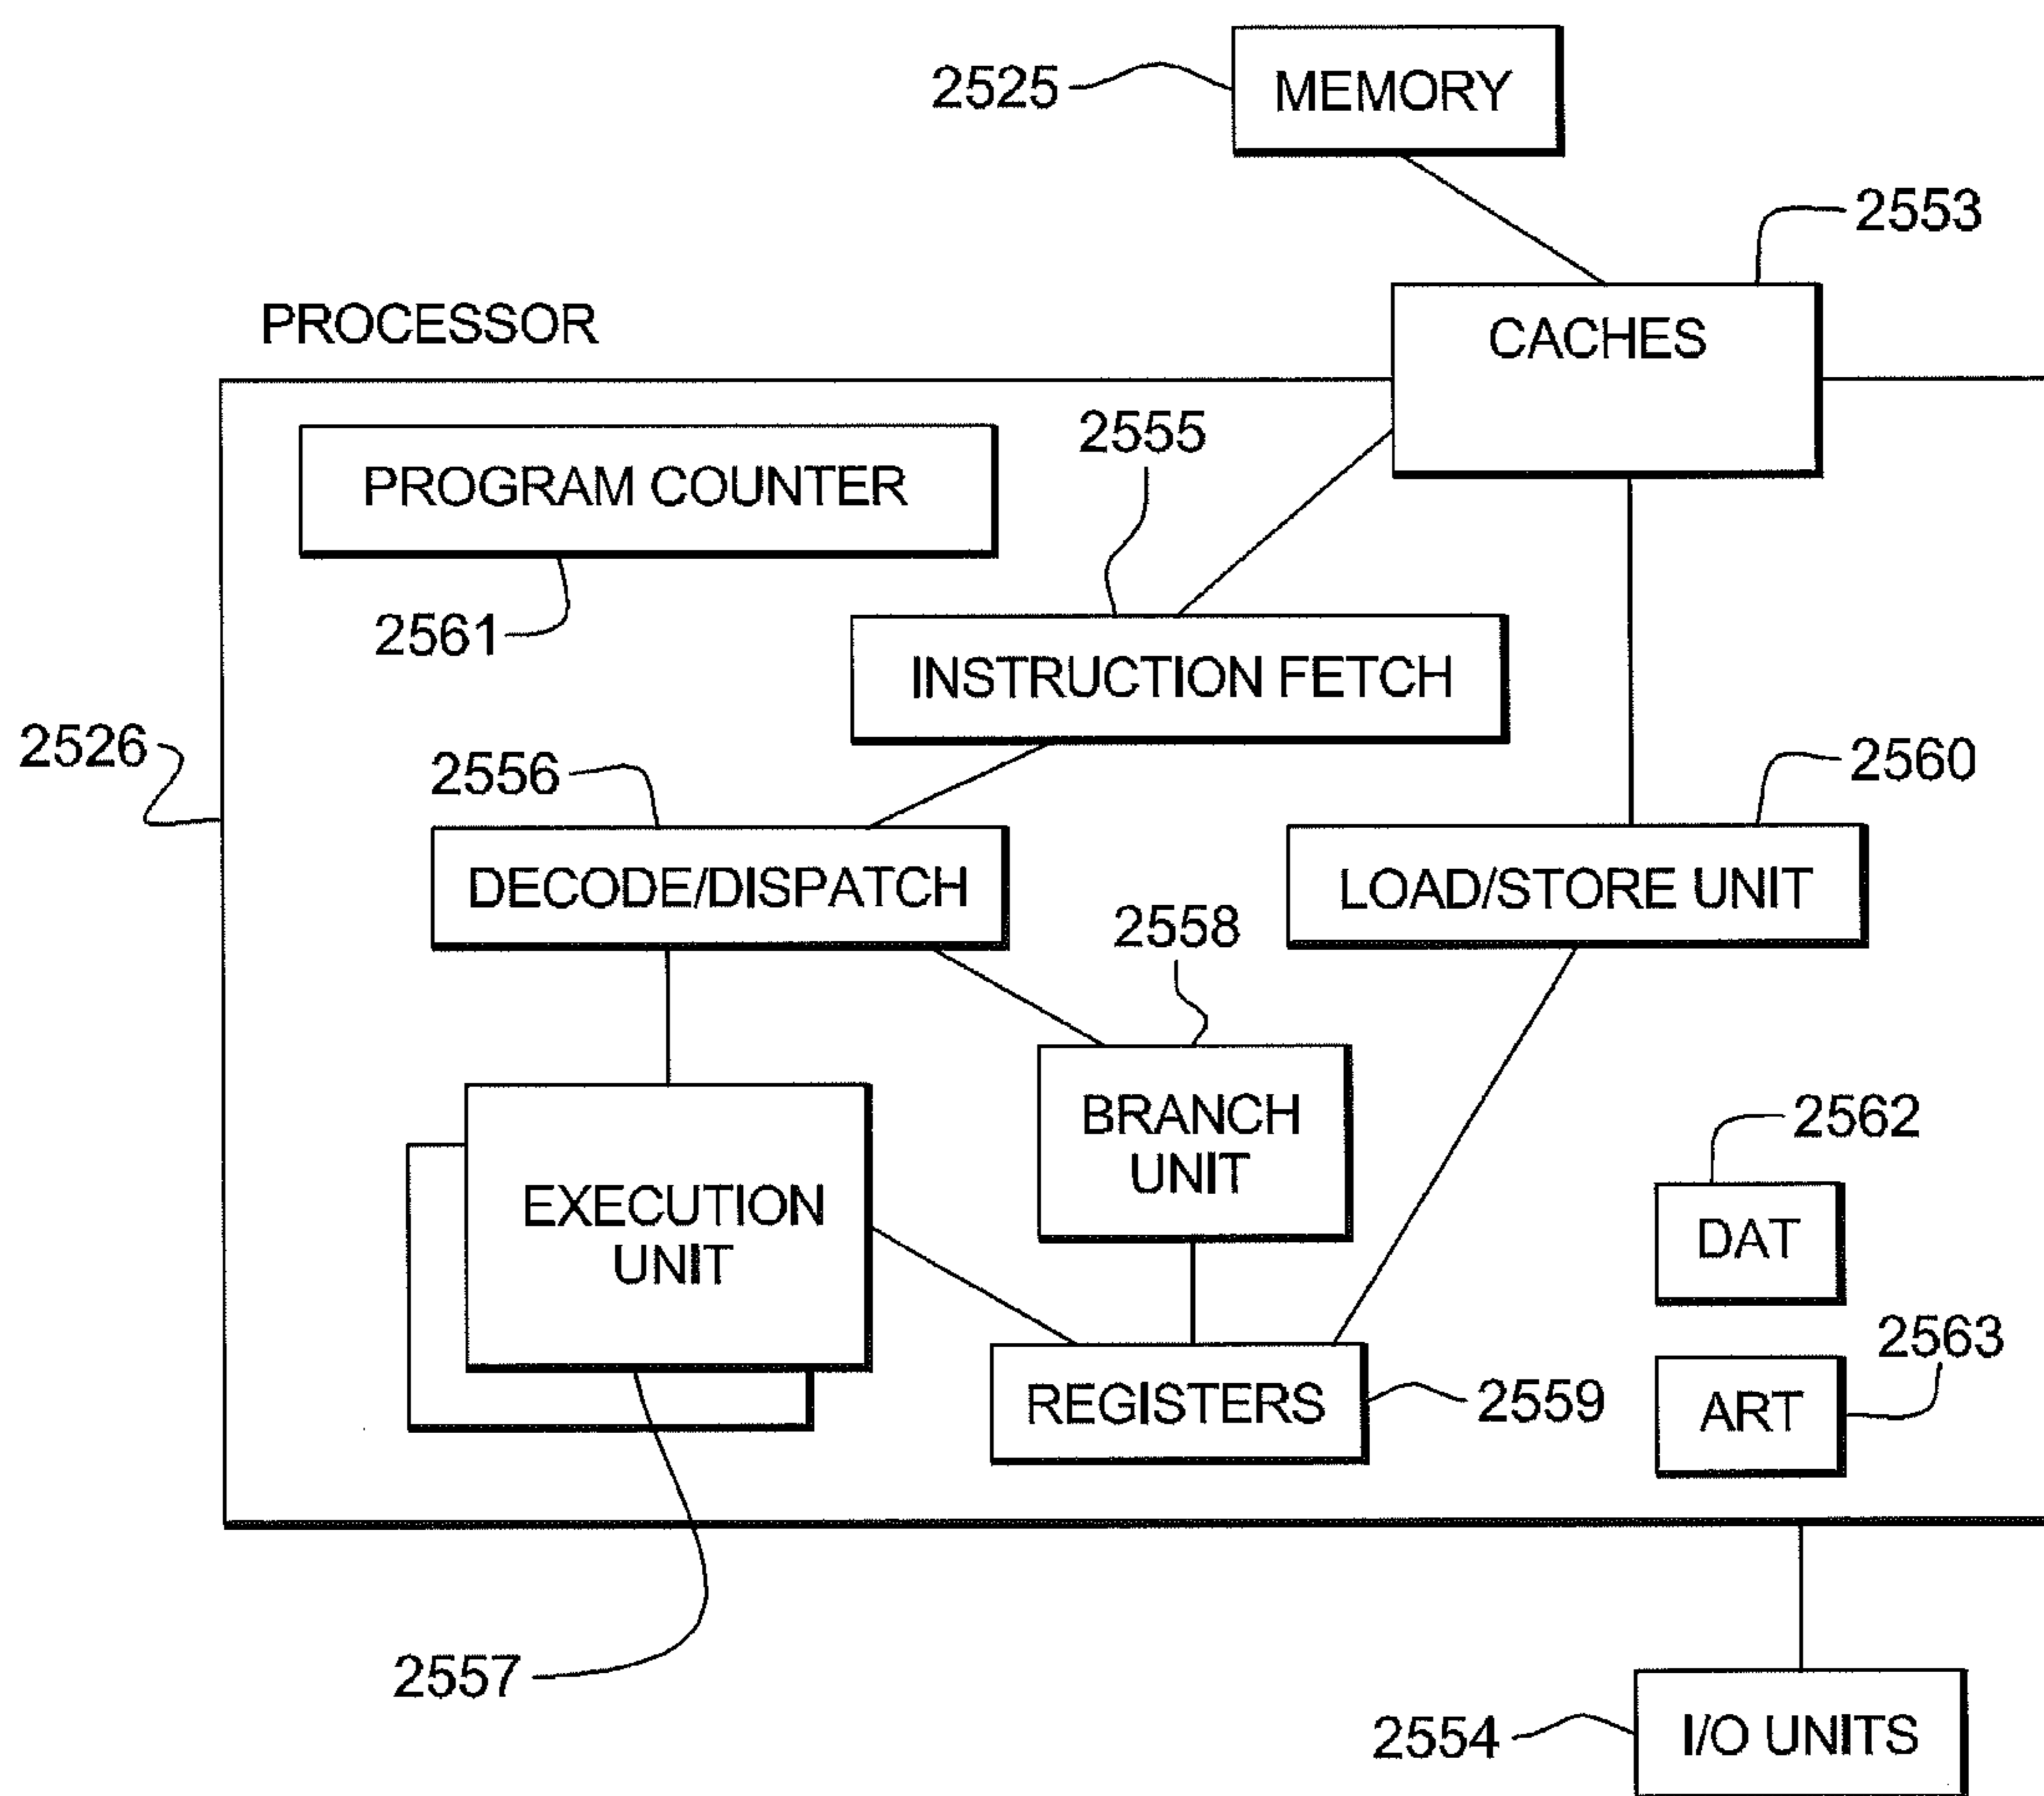 MEMORY
2525
2553
CACHES
PROCESSOR
2555
PROGRAM COUNTER
2561
INSTRUCTION FETCH
2526
2556
2560
DECODE/DISPATCH
LOAD/STORE UNIT
2558
BRANCH
UNIT
2562
EXECUTION
UNIT
DAT
2563
REGISTERS
2559
ART
2557
2554
I/O UNITS